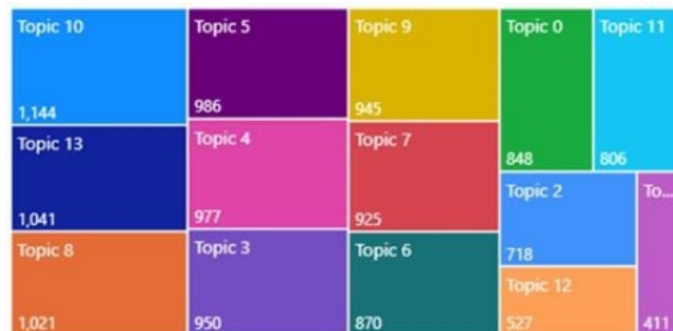 Topic 10
1,144
Topic 13
1,041
Topic 8
1,021
Topic 5
986
Topic 4
977
Topic 3
950
Topic 9
945
Topic 7
925
Topic 6
870
Topic 0
848
Topic 11
806
Topic 2
718
Topic 12
527
To...
411